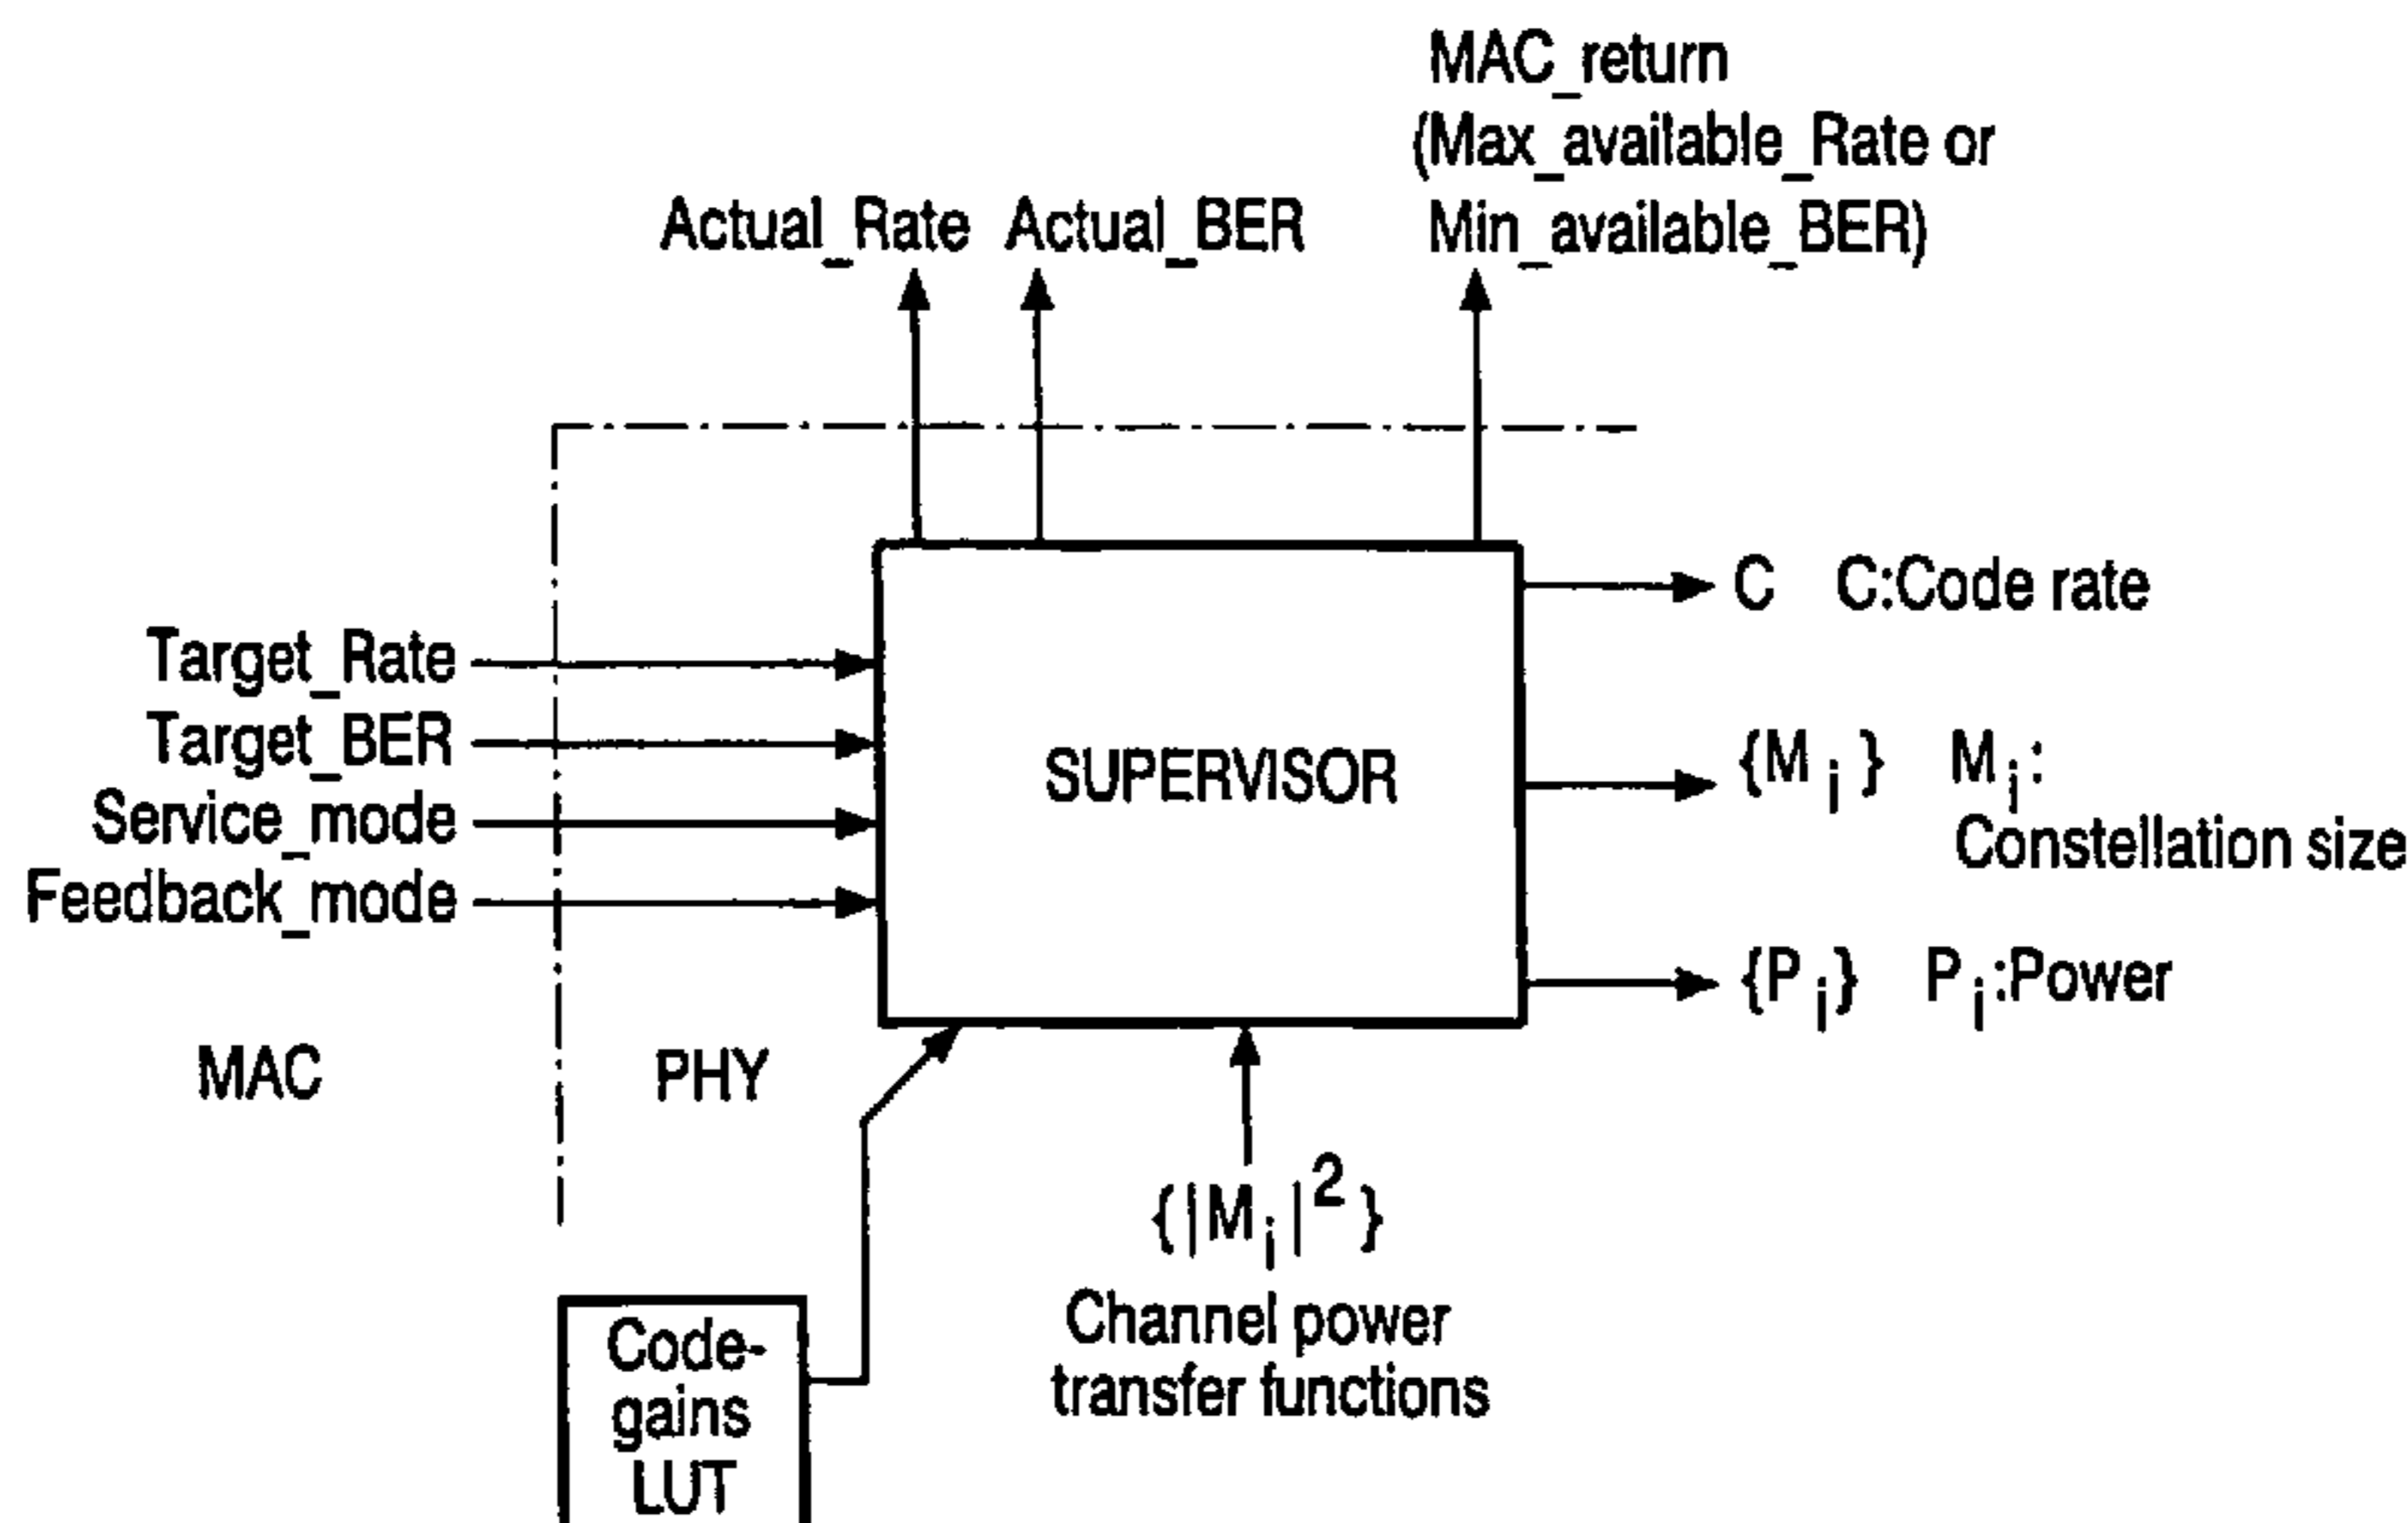 MAC_return
(Max_available_Rate or
Min_available_BER)
Actual_Rate Actual_BER
C C:Code rate
Target_Rate
Target_BER
Service_mode
Feedback_mode
SUPERVISOR
{M i } M i :
Constellation size
{P i } P i :Power
MAC PHY
{|M i | 2 }
Channel power
transfer functions
Code-
gains
LUT